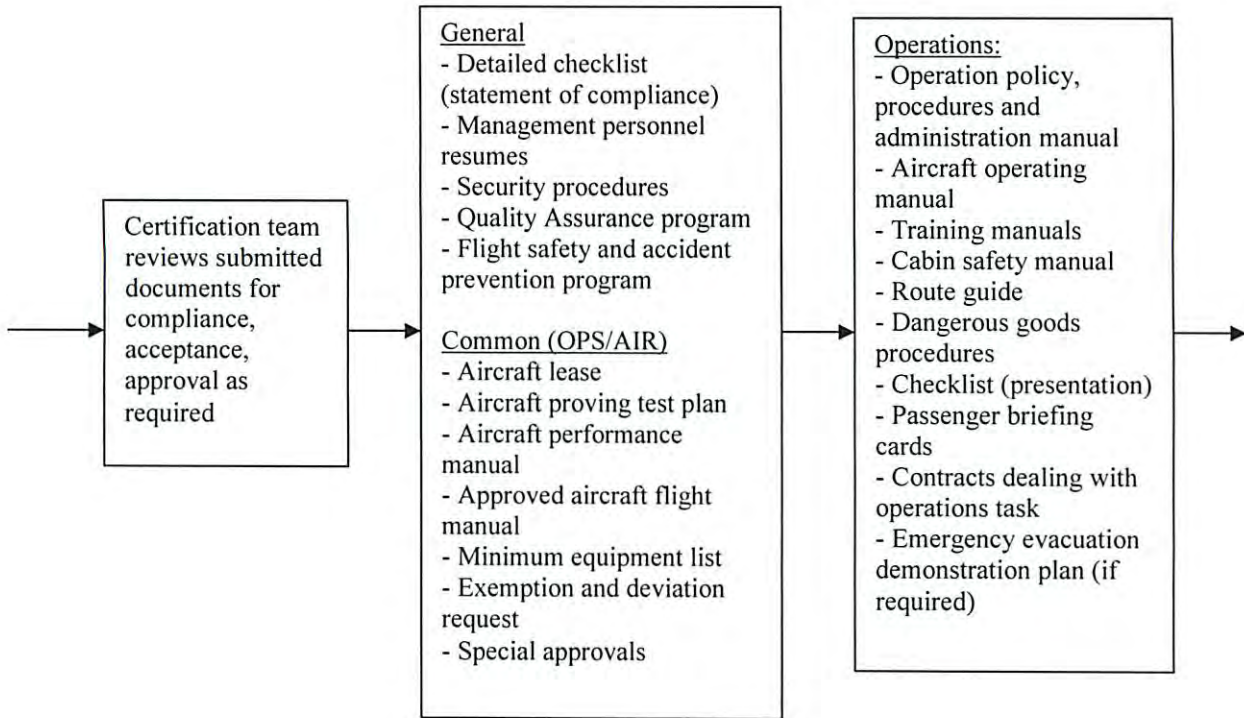 Certification team
reviews submitted
documents for
compliance,
acceptance,
approval as
required
General
- Detailed checklist
(statement of compliance)
- Management personnel
resumes
- Security procedures
- Quality Assurance program
- Flight safety and accident
prevention program
Common (OPS/AIR)
- Aircraft lease
- Aircraft proving test plan
- Aircraft performance
manual
- Approved aircraft flight
manual
- Minimum equipment list
- Exemption and deviation
request
- Special approvals
Operations:
- Operation policy,
procedures and
administration manual
- Aircraft operating
manual
- Training manuals
- Cabin safety manual
- Route guide
- Dangerous goods
procedures
- Checklist (presentation)
- Passenger briefing
cards
- Contracts dealing with
operations task
- Emergency evacuation
demonstration plan (if
required)